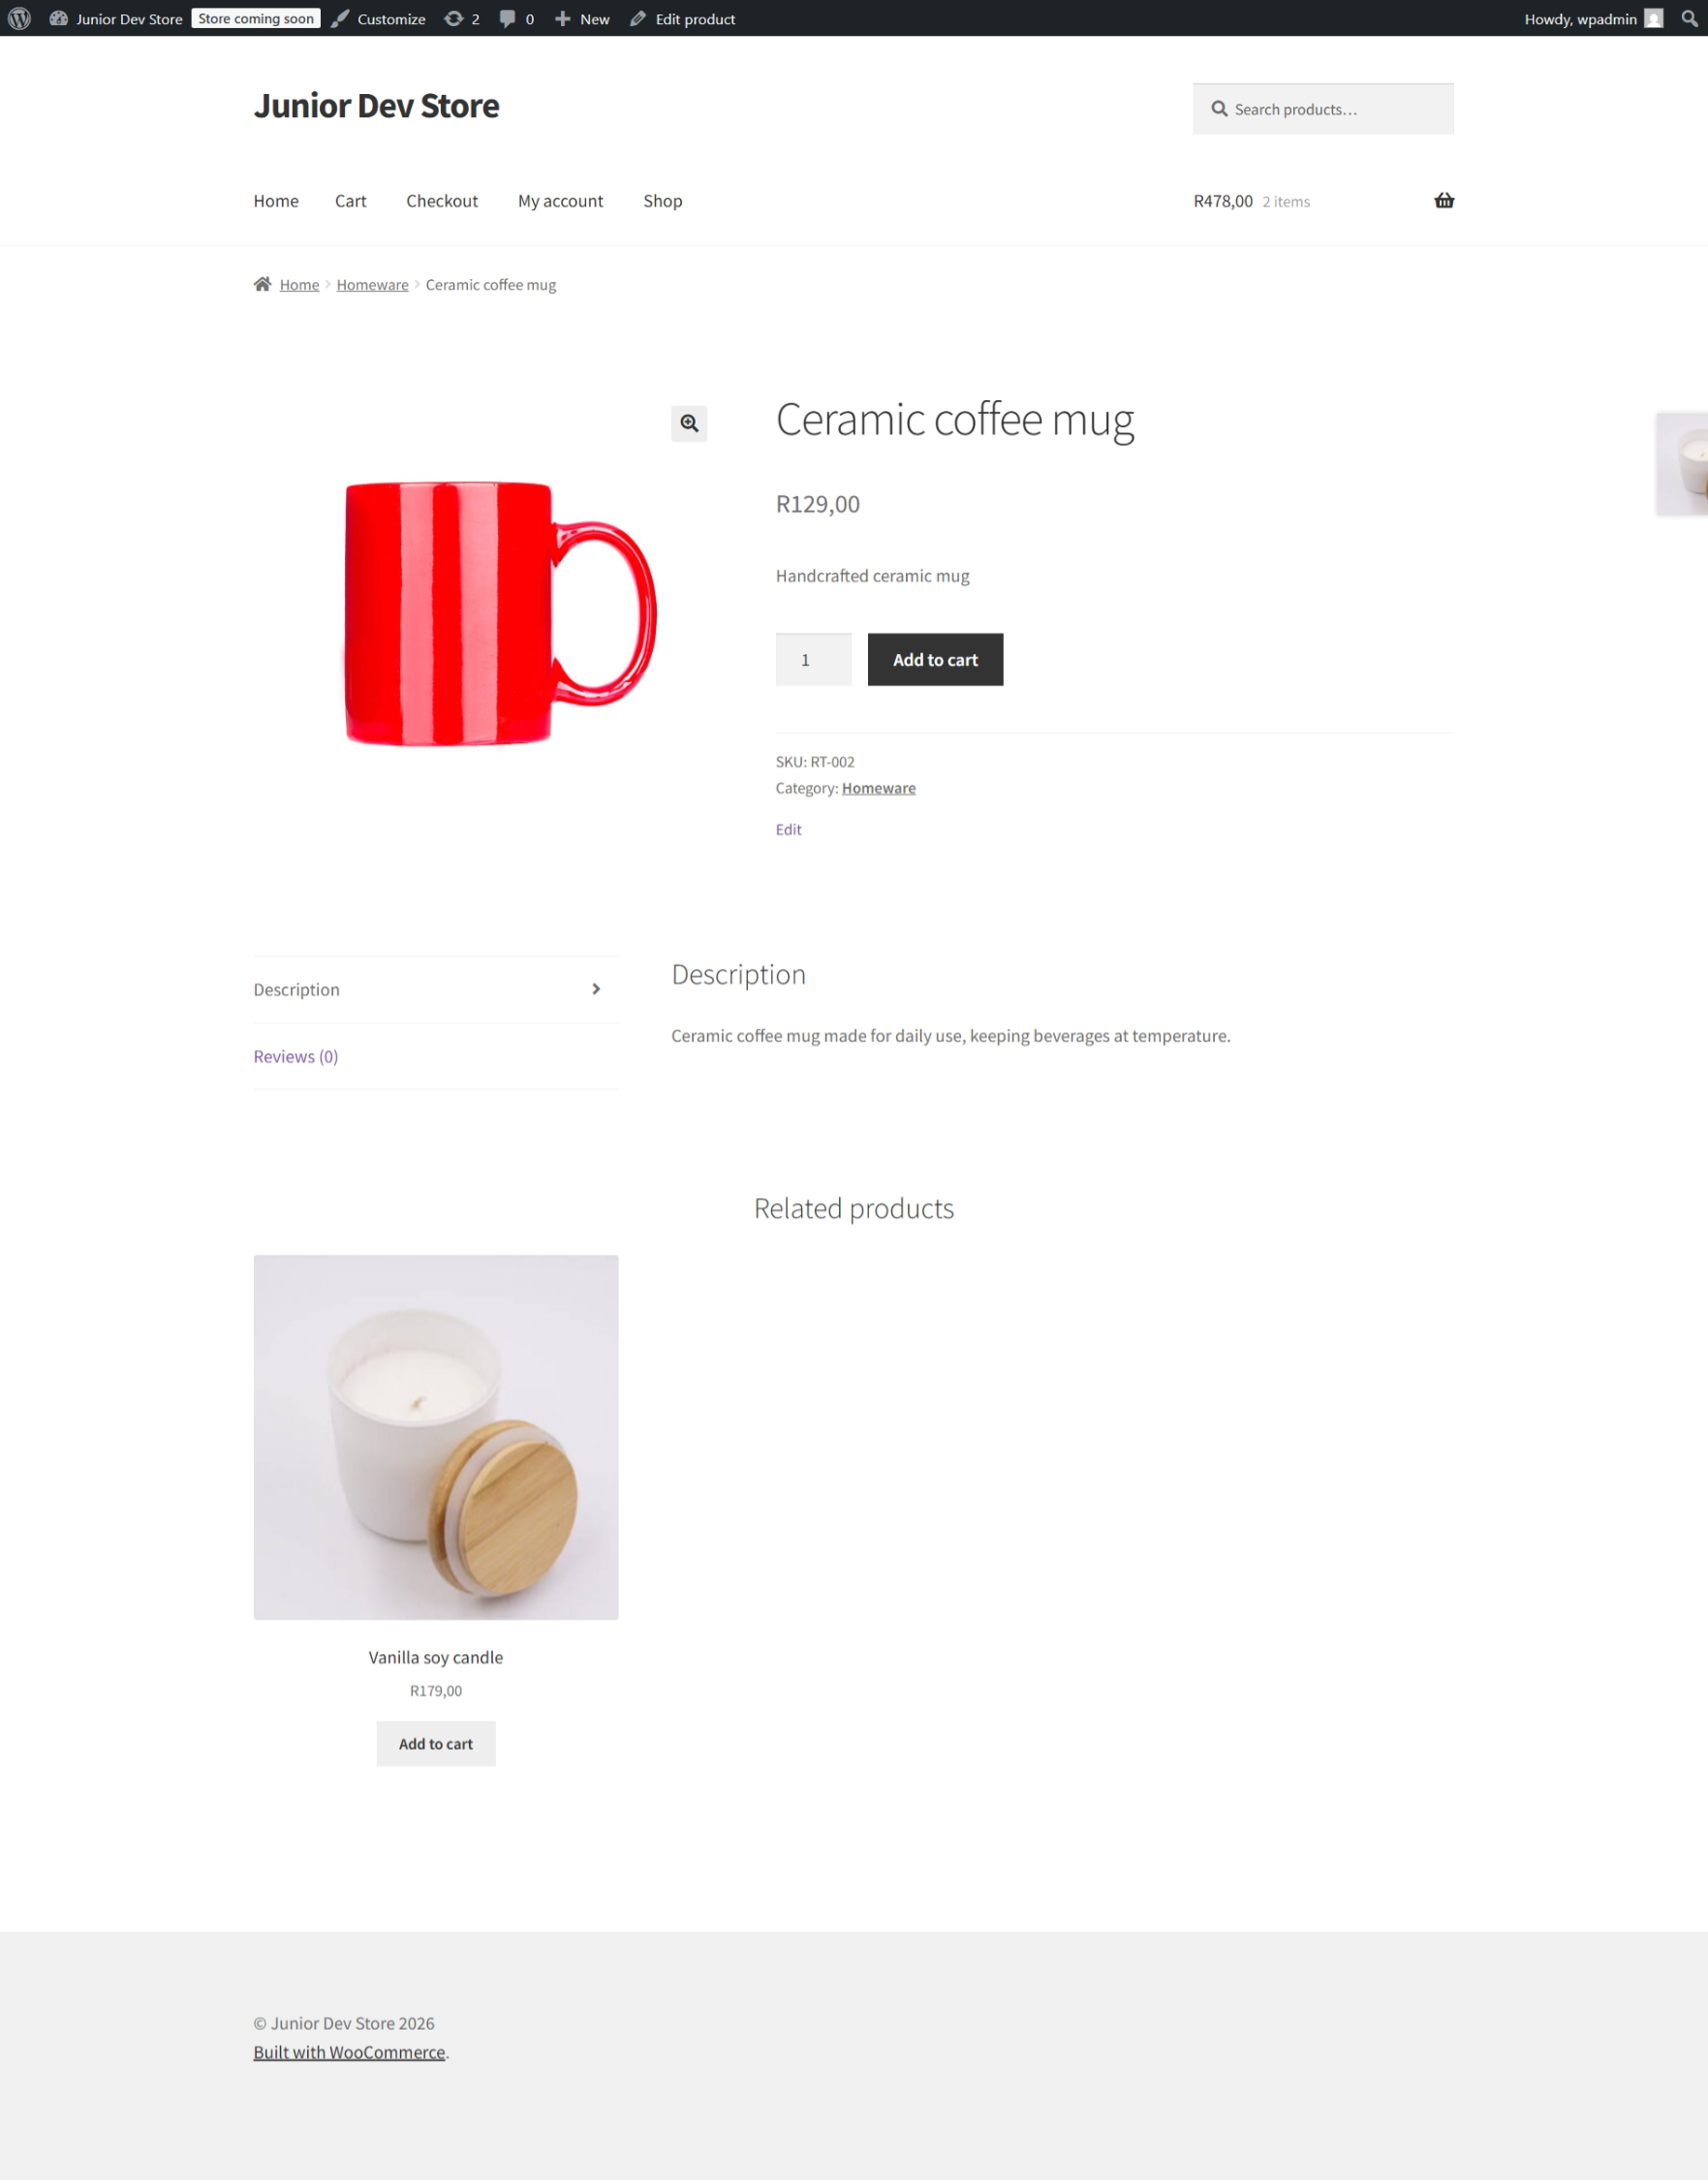 Junior Dev Store Store coming soon Customize 2 0 New Edit product Howdy, wpadmin
Junior Dev Store
Search products…
Home Cart Checkout My account Shop R478,00 2 items
Home Homeware Ceramic coffee mug
Ceramic coffee mug
R129,00
Handcrafted ceramic mug
1 Add to cart
SKU: RT-002
Category: Homeware
Edit
Description
Reviews (0)
Description
Ceramic coffee mug made for daily use, keeping beverages at temperature.
Related products
Vanilla soy candle
R179,00
Add to cart
© Junior Dev Store 2026
Built with WooCommerce.